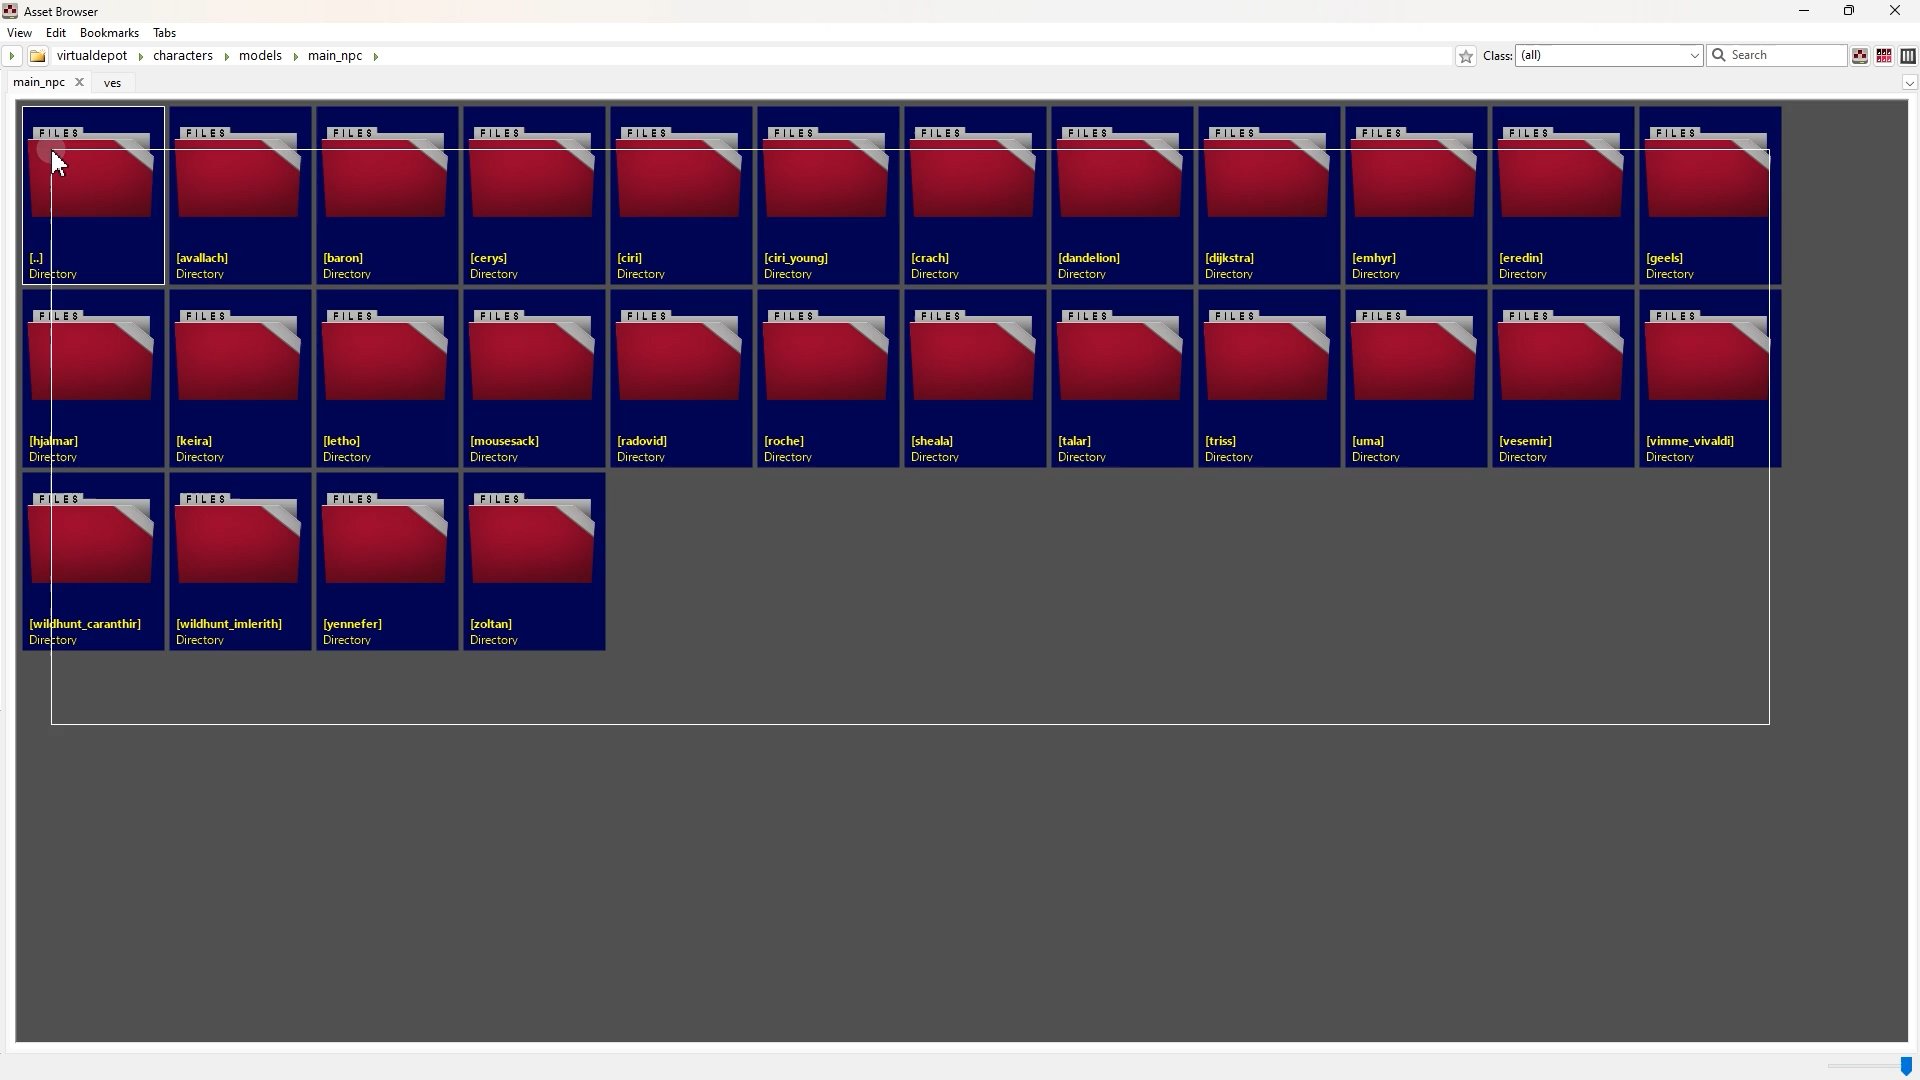 Asset Browser
View Edit Bookmarks Tabs
virtualdepot characters models main_npc Class: (all) Search
main_npc ves
FILES FILES FILES FILES FILES FILES FILES FILES FILES FILES FILES FILES
[..] [avallach] [baron] [cerys] [ciri] [ciri_young] [crach] [dandelion] [dijkstra] [emhyr] [eredin] [geels]
Directory Directory Directory Directory Directory Directory Directory Directory Directory Directory Directory Directory
FILES FILES FILES FILES FILES FILES FILES FILES FILES FILES FILES FILES
[hjalmar] [keira] [letho] [mousesack] [radovid] [roche] [sheala] [talar] [triss] [uma] [vesemir] [vimme_vivaldi]
Directory Directory Directory Directory Directory Directory Directory Directory Directory Directory Directory Directory
FILES FILES FILES FILES
[wildhunt_caranthir] [wildhunt_imlerith] [yennefer] [zoltan]
Directory Directory Directory Directory